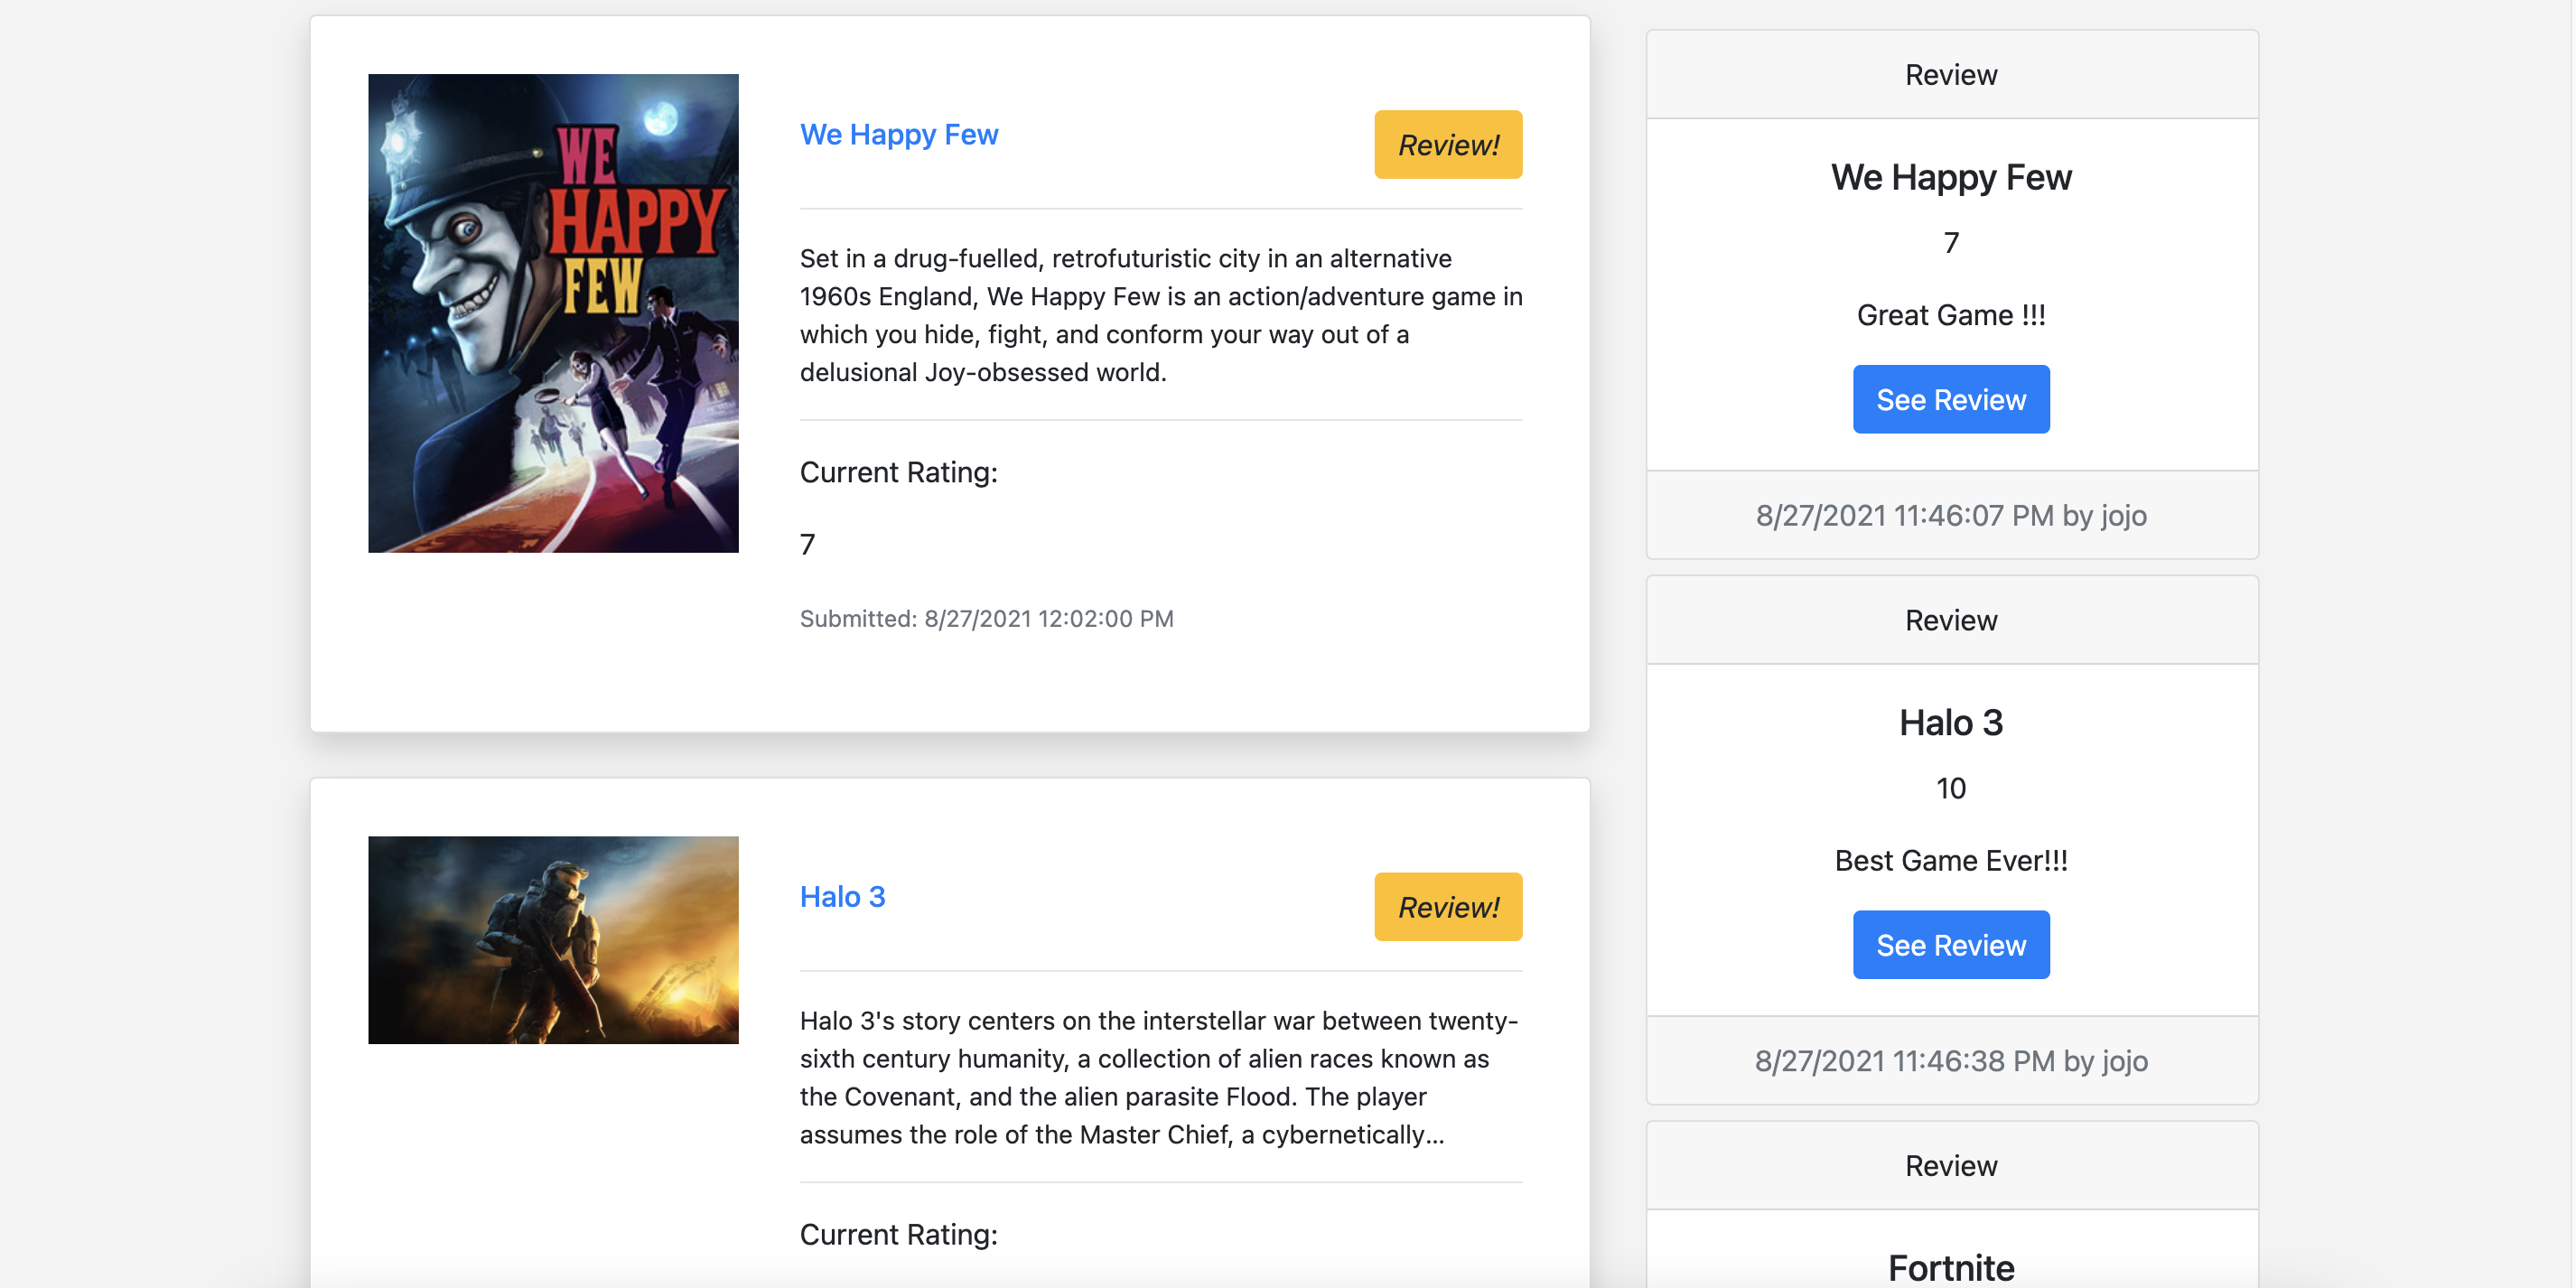 WE
HAPPY
FEW
We Happy Few
Review!
Set in a drug-fuelled, retrofuturistic city in an alternative
1960s England, We Happy Few is an action/adventure game in
which you hide, fight, and conform your way out of a
delusional Joy-obsessed world.
Current Rating:
7
Submitted: 8/27/2021 12:02:00 PM
Halo 3
Review!
Halo 3's story centers on the interstellar war between twenty-
sixth century humanity, a collection of alien races known as
the Covenant, and the alien parasite Flood. The player
assumes the role of the Master Chief, a cybernetically...
Current Rating:
Review
We Happy Few
7
Great Game !!!
See Review
8/27/2021 11:46:07 PM by jojo
Review
Halo 3
10
Best Game Ever!!!
See Review
8/27/2021 11:46:38 PM by jojo
Review
Fortnite